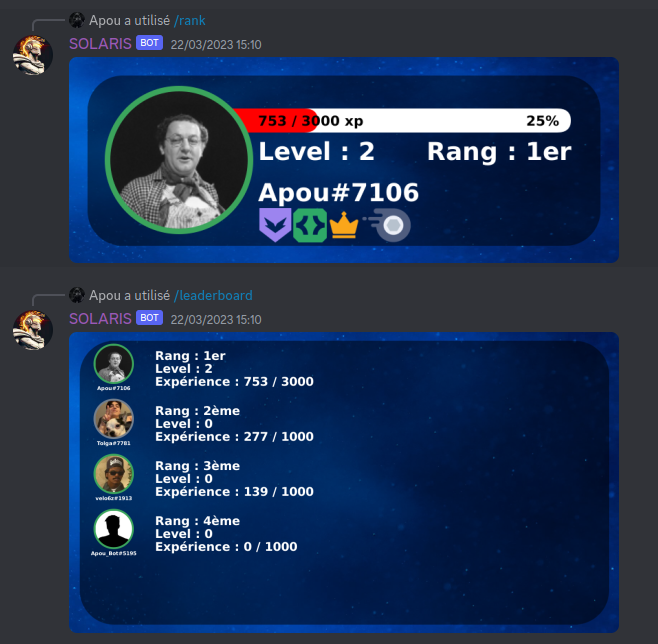 Apou a utilisé /rank
SOLARIS BOT 22/03/2023 15:10
753 / 3000 xp 25%
Level : 2 Rang : 1er
Apou#7106
Apou a utilisé /leaderboard
SOLARIS BOT 22/03/2023 15:10
Rang : 1er
Level : 2
Expérience : 753 / 3000
Apou#7106
Rang : 2ème
Level : 0
Expérience : 277 / 1000
Tolga#7781
Rang : 3ème
Level : 0
Expérience : 139 / 1000
velo6z#1913
Rang : 4ème
Level : 0
Expérience : 0 / 1000
Apou_Bot#5195